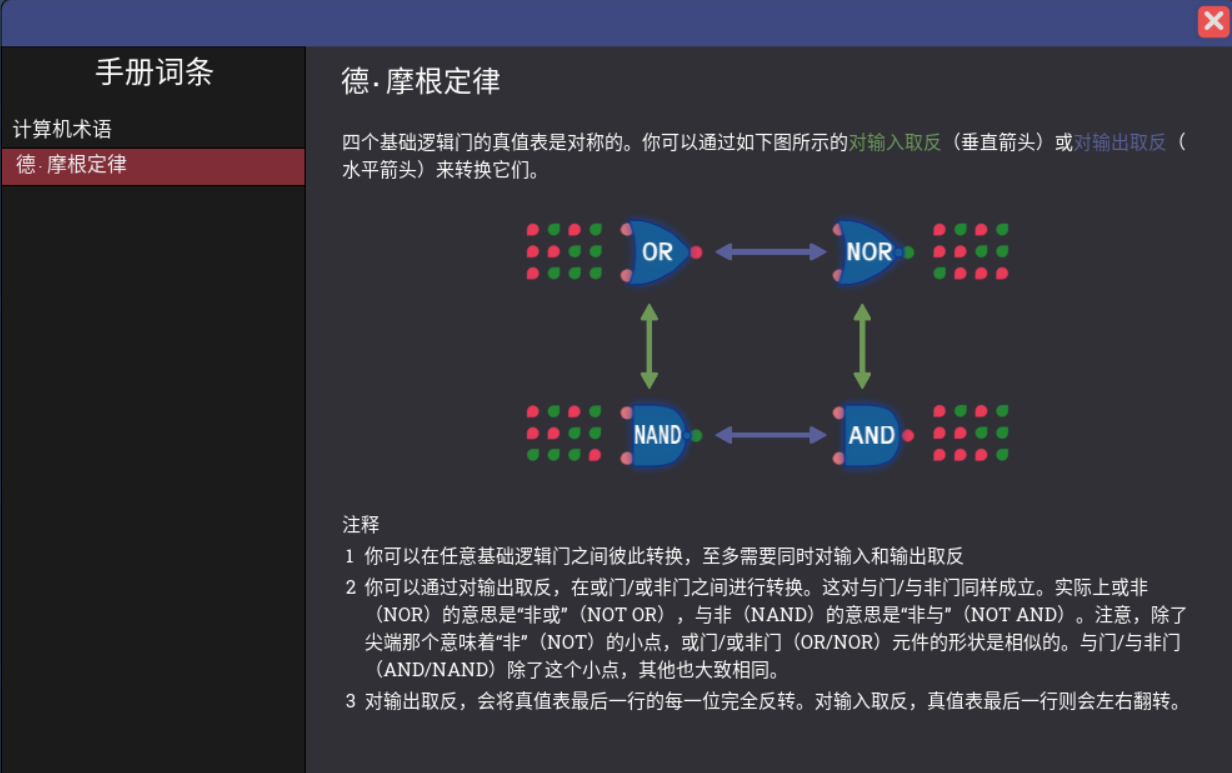 手册词条
计算机术语
德·摩根定律
德·摩根定律
四个基础逻辑门的真值表是对称的。你可以通过如下图所示的对输入取反（垂直箭头）或对输出取反（
水平箭头）来转换它们。
OR
NOR
NAND
AND
注释
1 你可以在任意基础逻辑门之间彼此转换，至多需要同时对输入和输出取反
2 你可以通过对输出取反，在或门/或非门之间进行转换。这对与门/与非门同样成立。实际上或非
（NOR）的意思是“非或”（NOT OR），与非（NAND）的意思是“非与”（NOT AND）。注意，除了
尖端那个意味着“非”（NOT）的小点，或门/或非门（OR/NOR）元件的形状是相似的。与门/与非门
（AND/NAND）除了这个小点，其他也大致相同。
3 对输出取反，会将真值表最后一行的每一位完全反转。对输入取反，真值表最后一行则会左右翻转。